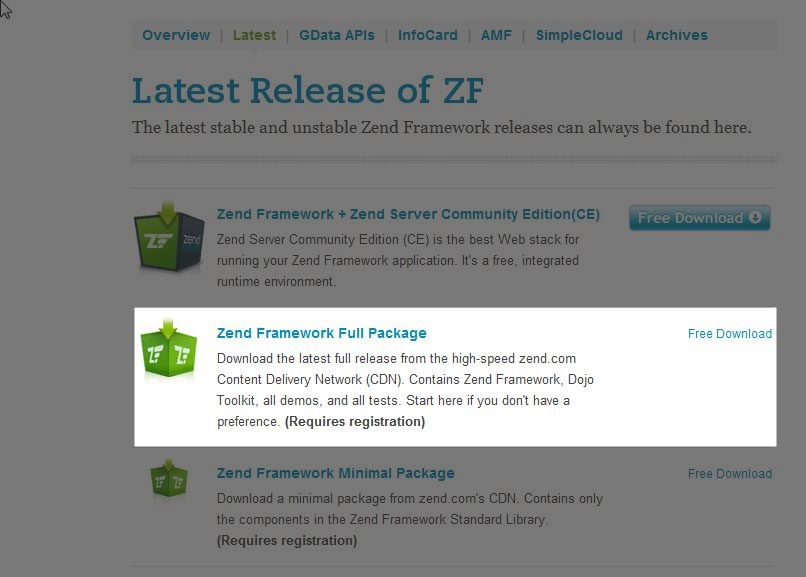 Overview | Latest | GData APIs | InfoCard | AMF | SimpleCloud | Archives
Latest Release of ZF
The latest stable and unstable Zend Framework releases can always be found here.
Zend Framework + Zend Server Community Edition(CE)
Free Download
ZF zend
Zend Server Community Edition (CE) is the best Web stack for
running your Zend Framework application. It's a free, integrated
runtime environment.
Zend Framework Full Package
Free Download
ZF ZF
Download the latest full release from the high-speed zend.com
Content Delivery Network (CDN). Contains Zend Framework, Dojo
Toolkit, all demos, and all tests. Start here if you don't have a
preference. (Requires registration)
Zend Framework Minimal Package
Free Download
ZF ZF
Download a minimal package from zend.com's CDN. Contains only
the components in the Zend Framework Standard Library.
(Requires registration)